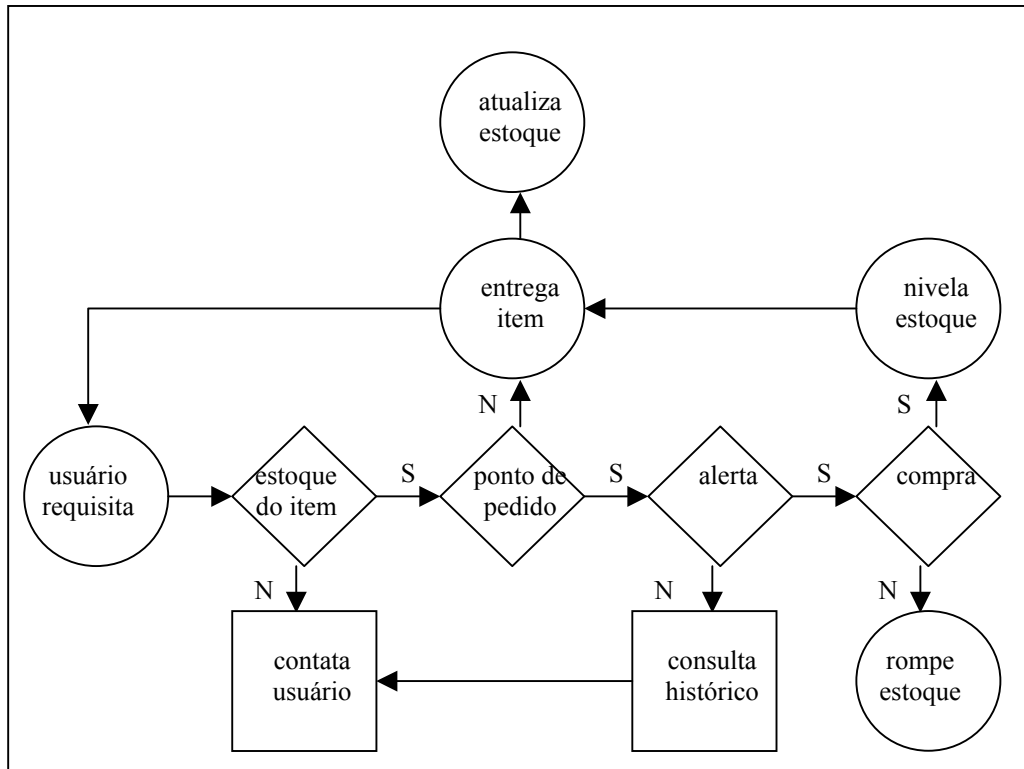 atualiza
estoque
entrega
item
nivela
estoque
N
S
usuário
requisita
estoque
do item
S
ponto de
pedido
S
alerta
S
compra
N
N
N
contata
usuário
consulta
histórico
rompe
estoque